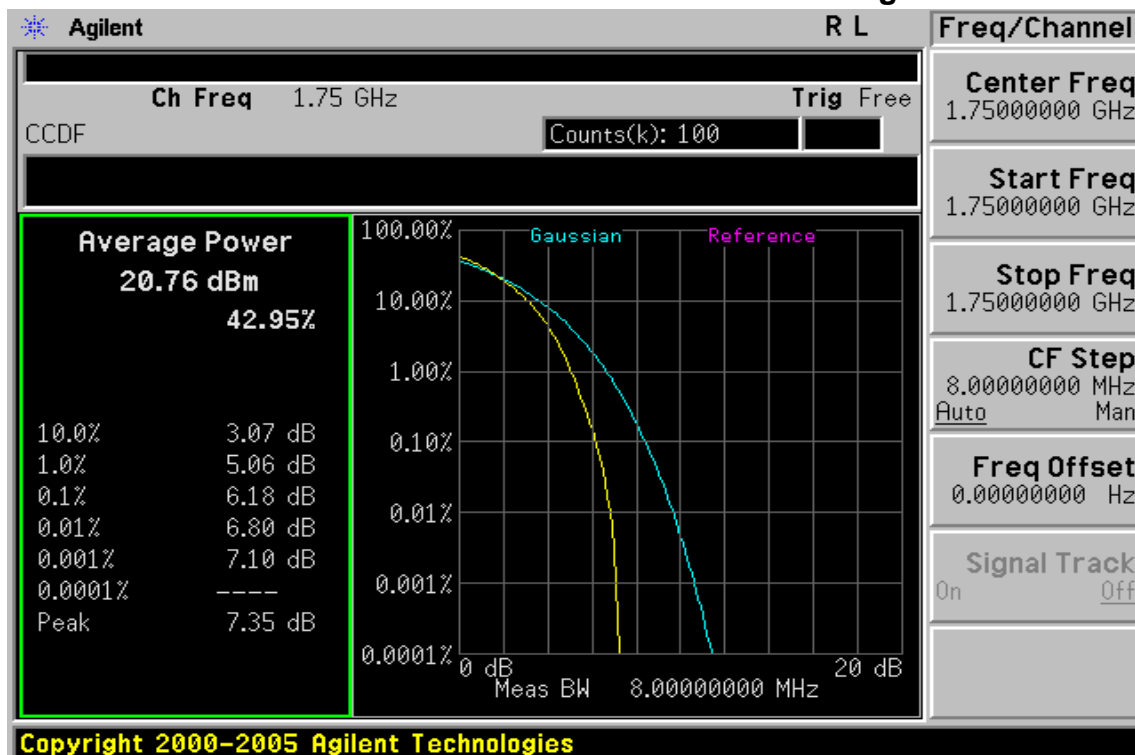 Agilent R L
Ch Freq 1.75 GHz Trig Free
CCDF Counts(k): 100
Average Power
20.76 dBm
42.95%
10.0% 3.07 dB
1.0% 5.06 dB
0.1% 6.18 dB
0.01% 6.80 dB
0.001% 7.10 dB
0.0001% ----
Peak 7.35 dB
Gaussian Reference
100.00%
10.00%
1.00%
0.10%
0.01%
0.001%
0.0001%
0 dB 20 dB
Meas BW 8.00000000 MHz
Freq/Channel
Center Freq
1.75000000 GHz
Start Freq
1.75000000 GHz
Stop Freq
1.75000000 GHz
CF Step
8.00000000 MHz
Auto Man
Freq Offset
0.00000000 Hz
Signal Track
On Off
Copyright 2000-2005 Agilent Technologies